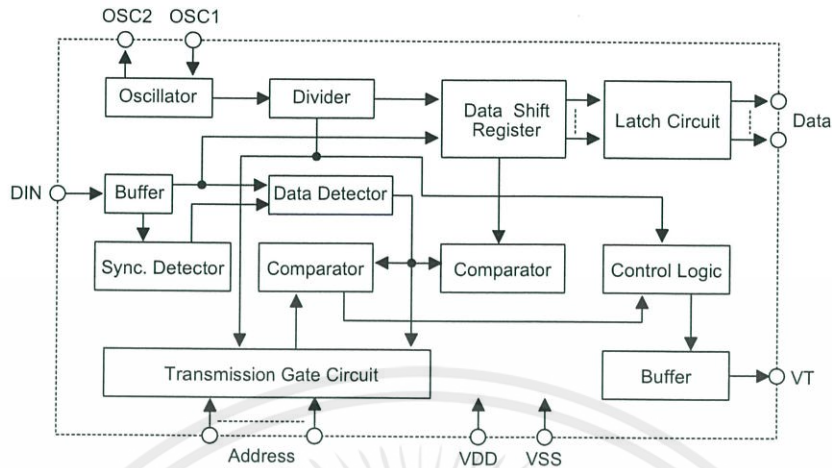 OSC2 OSC1
Oscillator
Divider
Data Shift
Register
Latch Circuit
Data
DIN
Buffer
Data Detector
Sync. Detector
Comparator
Comparator
Control Logic
Transmission Gate Circuit
Buffer
VT
Address
VDD
VSS